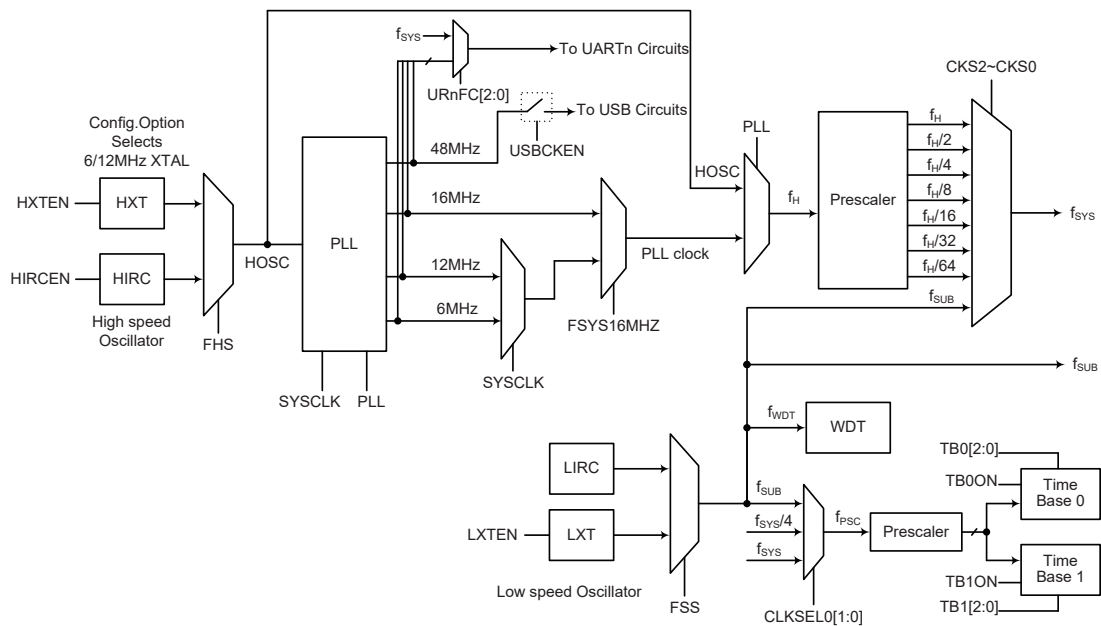 fSYS
To UARTn Circuits
URnFC[2:0]
To USB Circuits
USBCKEN
CKS2~CKS0
Config.Option
Selects
6/12MHz XTAL
HXTEN
HXT
HIRCEN
HIRC
High speed
Oscillator
FHS
HOSC
PLL
SYSCLK
PLL
48MHz
16MHz
12MHz
6MHz
SYSCLK
FSYS16MHZ
PLL clock
HOSC
PLL
fH
Prescaler
fH
fH/2
fH/4
fH/8
fH/16
fH/32
fH/64
fSUB
fSYS
fSUB
fWDT
WDT
LIRC
LXTEN
LXT
Low speed Oscillator
FSS
fSUB
fSYS/4
fSYS
CLKSEL0[1:0]
fPSC
Prescaler
TB0[2:0]
TB0ON
Time
Base 0
Time
Base 1
TB1ON
TB1[2:0]